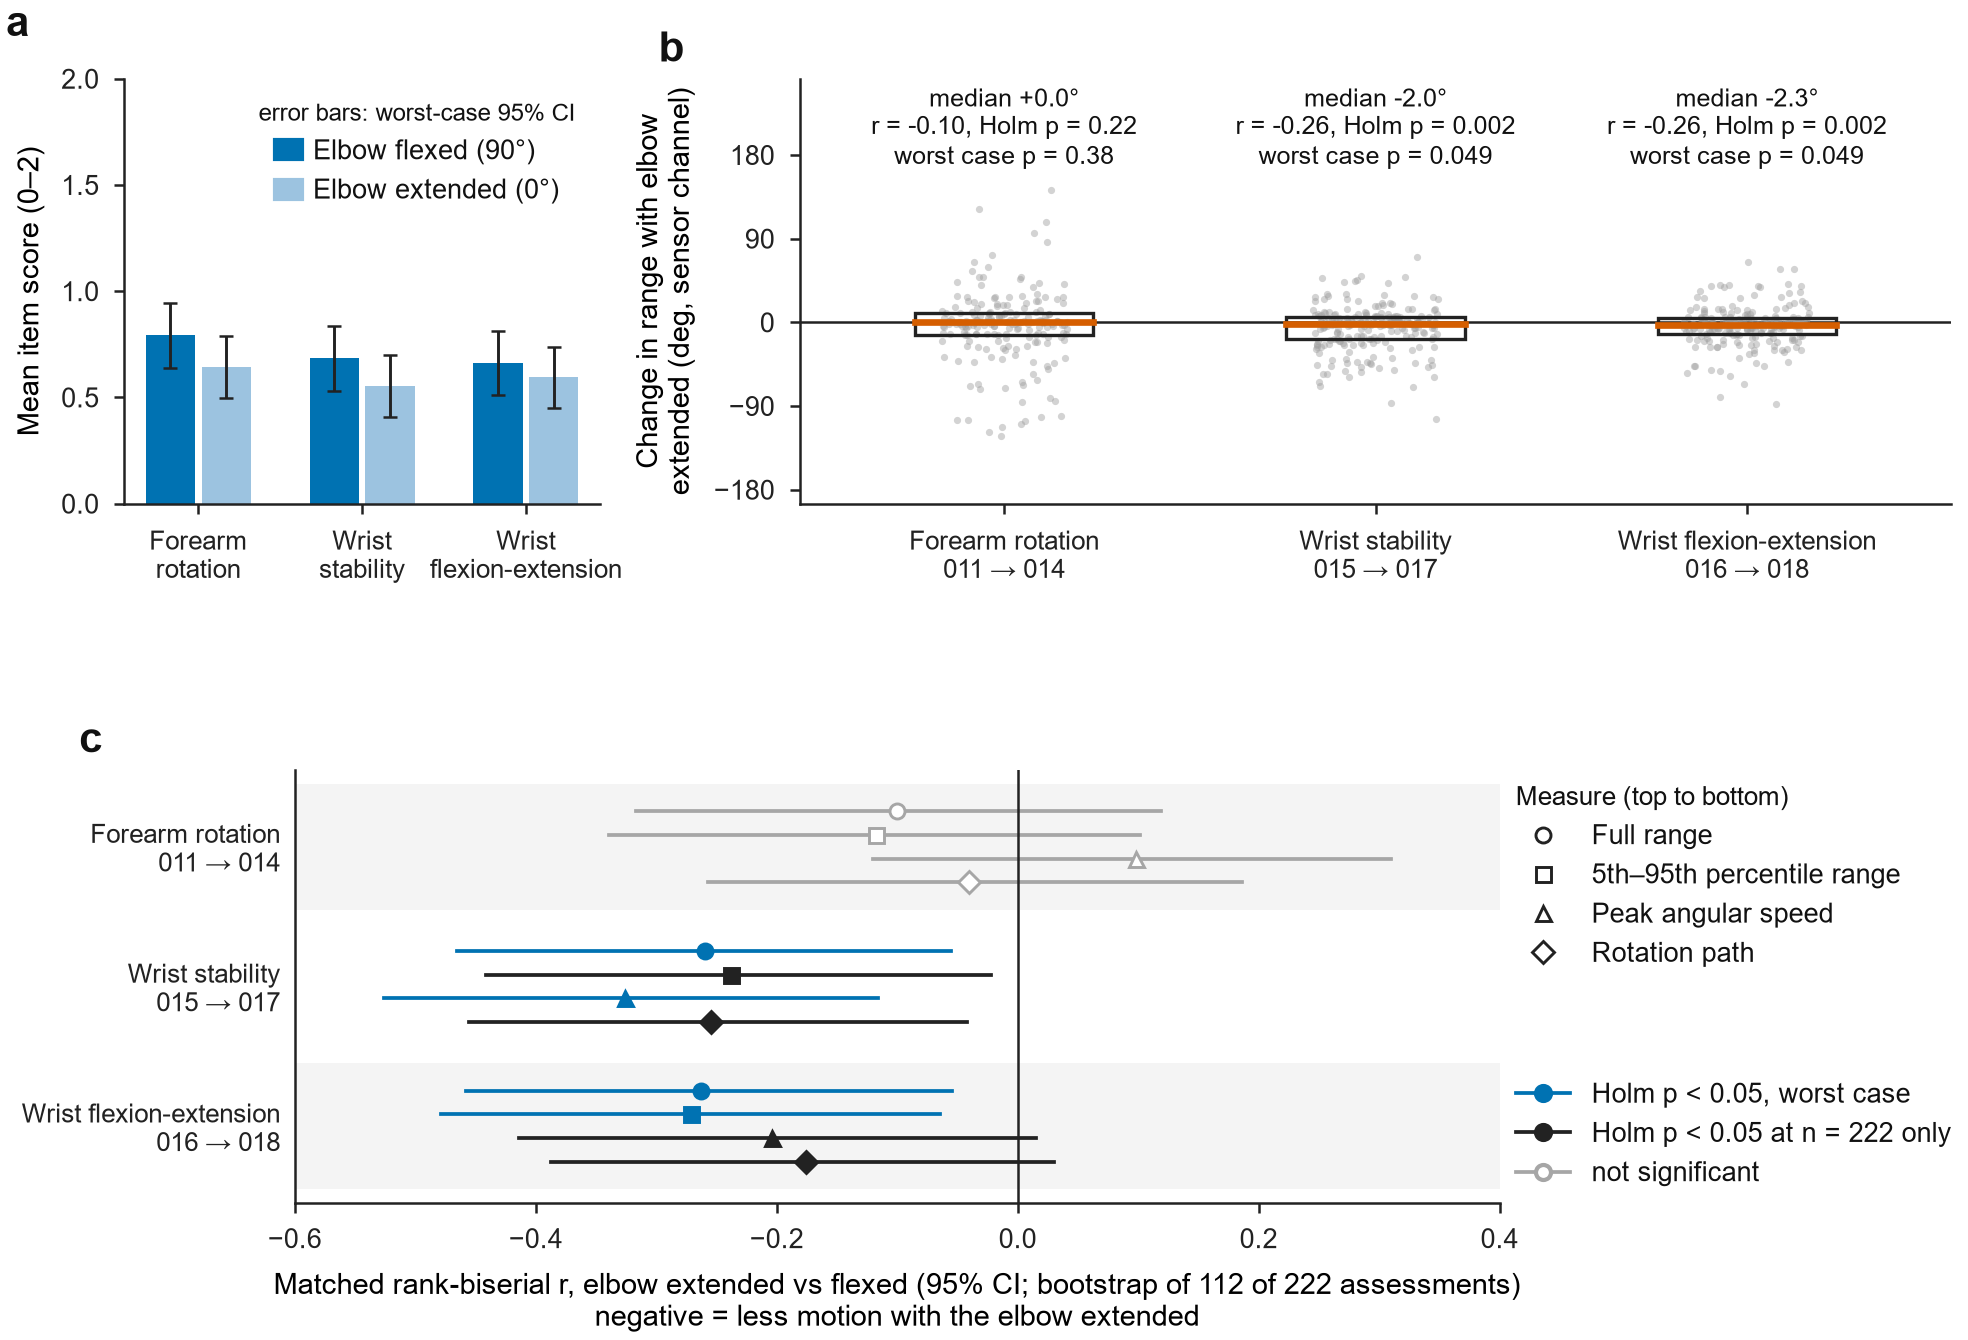 a
2.0
1.5
1.0
0.5
0.0
Mean item score (0–2)
error bars: worst-case 95% CI
Elbow flexed (90°)
Elbow extended (0°)
Forearm
rotation
Wrist
stability
Wrist
flexion-extension
b
Change in range with elbow
extended (deg, sensor channel)
180
90
0
−90
−180
median +0.0°
r = -0.10, Holm p = 0.22
worst case p = 0.38
median -2.0°
r = -0.26, Holm p = 0.002
worst case p = 0.049
median -2.3°
r = -0.26, Holm p = 0.002
worst case p = 0.049
Forearm rotation
011 → 014
Wrist stability
015 → 017
Wrist flexion-extension
016 → 018
c
Forearm rotation
011 → 014
Wrist stability
015 → 017
Wrist flexion-extension
016 → 018
−0.6
−0.4
−0.2
0.0
0.2
0.4
Matched rank-biserial r, elbow extended vs flexed (95% CI; bootstrap of 112 of 222 assessments)
negative = less motion with the elbow extended
Measure (top to bottom)
Full range
5th–95th percentile range
Peak angular speed
Rotation path
Holm p < 0.05, worst case
Holm p < 0.05 at n = 222 only
not significant